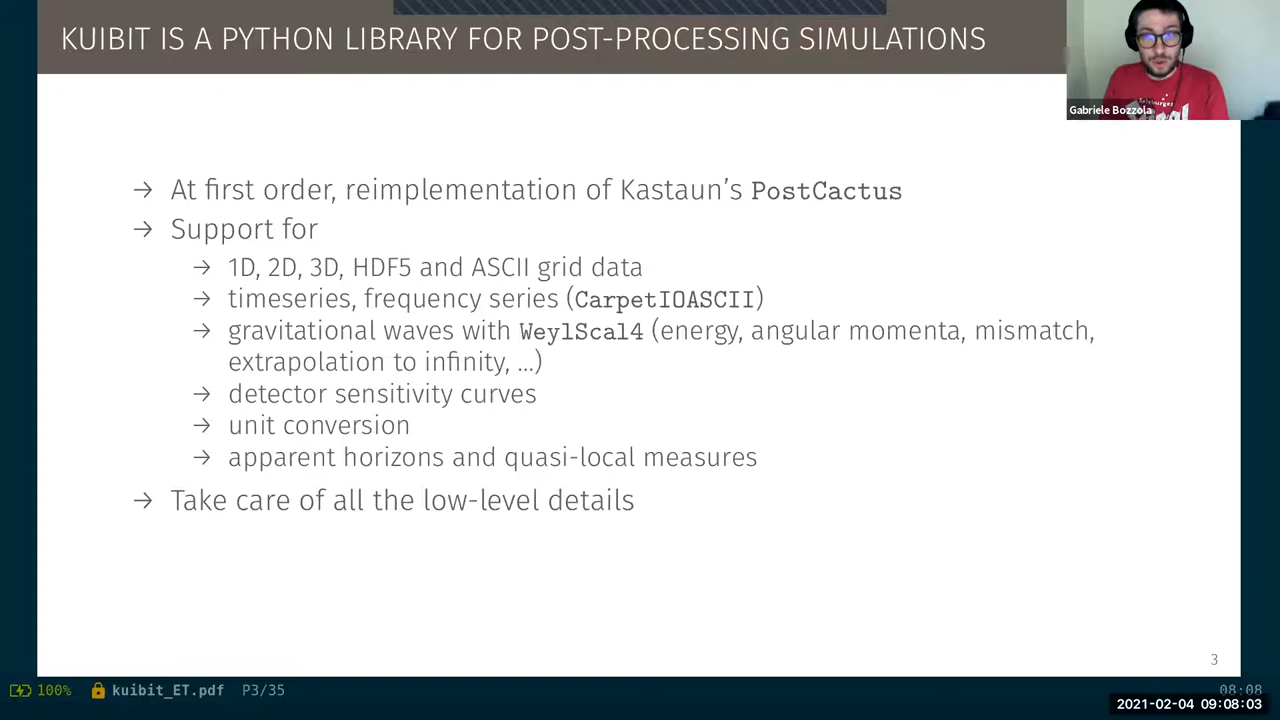 KUIBIT IS A PYTHON LIBRARY FOR POST-PROCESSING SIMULATIONS
Gabriele Bozzola
→ At first order, reimplementation of Kastaun's PostCactus
→ Support for
→ 1D, 2D, 3D, HDF5 and ASCII grid data
→ timeseries, frequency series (CarpetIOASCII)
→ gravitational waves with WeylScal4 (energy, angular momenta, mismatch,
extrapolation to infinity, ...)
→ detector sensitivity curves
→ unit conversion
→ apparent horizons and quasi-local measures
→ Take care of all the low-level details
3
100% kuibit_ET.pdf P3/35
08:08
2021-02-04 09:08:03